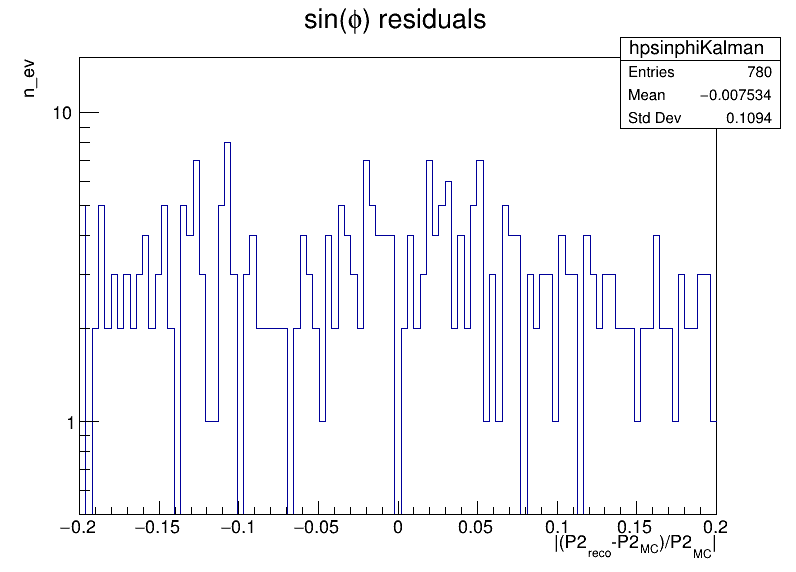 sin(ϕ) residuals
hpsinphiKalman
Entries 780
Mean −0.007534
Std Dev 0.1094
n_ev
10
1
−0.2 −0.15 −0.1 −0.05 0 0.05 0.1 0.15 0.2
|(P2reco-P2MC)/P2MC|